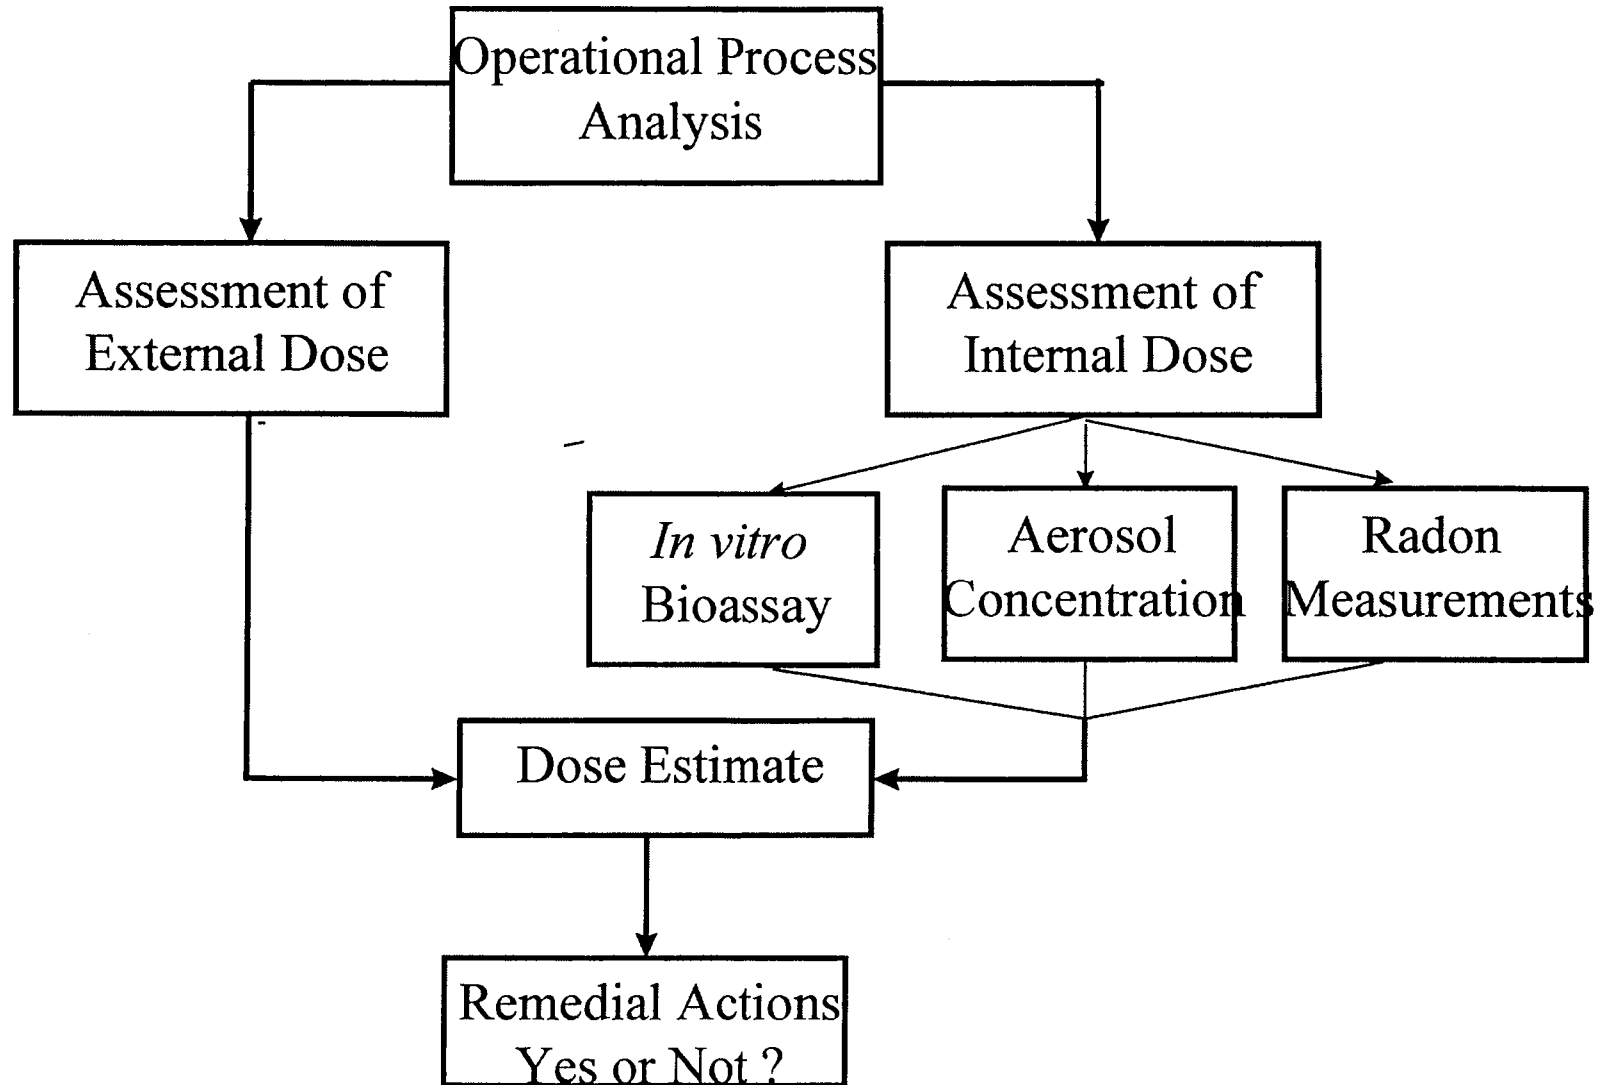 Operational Process
Analysis
Assessment of
External Dose
Assessment of
Internal Dose
In vitro
Bioassay
Aerosol
Concentration
Radon
Measurements
Dose Estimate
Remedial Actions
Yes or Not ?